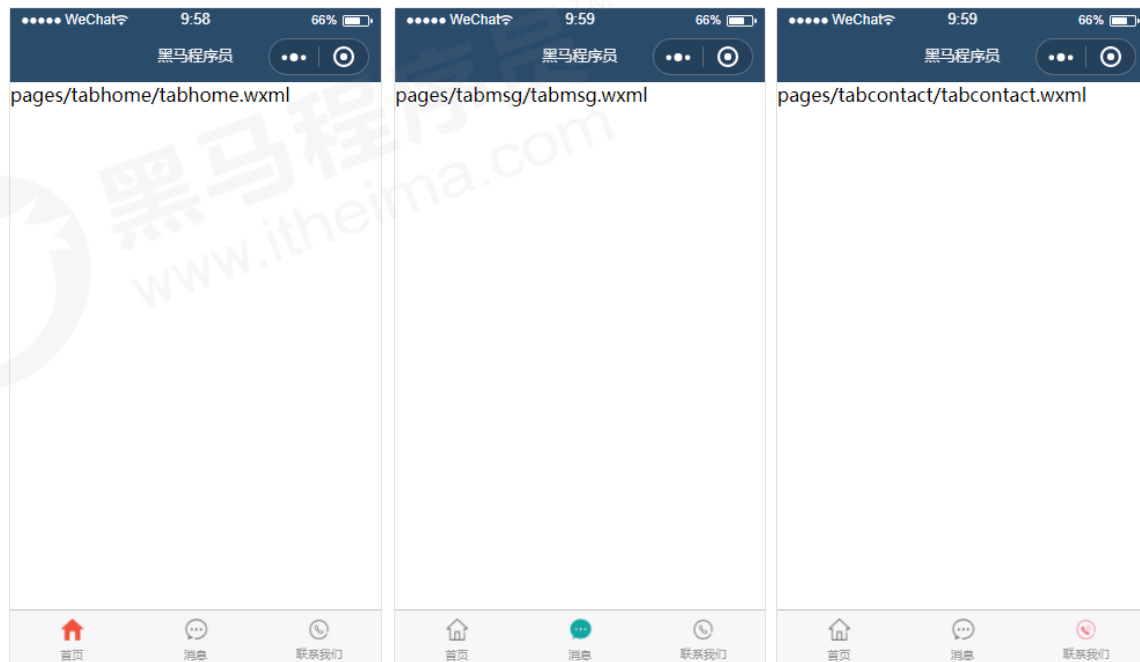 ●●●●● WeChat 9:58 66%
黑马程序员
pages/tabhome/tabhome.wxml
首页 消息 联系我们
●●●●● WeChat 9:59 66%
黑马程序员
pages/tabmsg/tabmsg.wxml
首页 消息 联系我们
●●●●● WeChat 9:59 66%
黑马程序员
pages/tabcontact/tabcontact.wxml
首页 消息 联系我们
黑马程序员
www.itheima.com